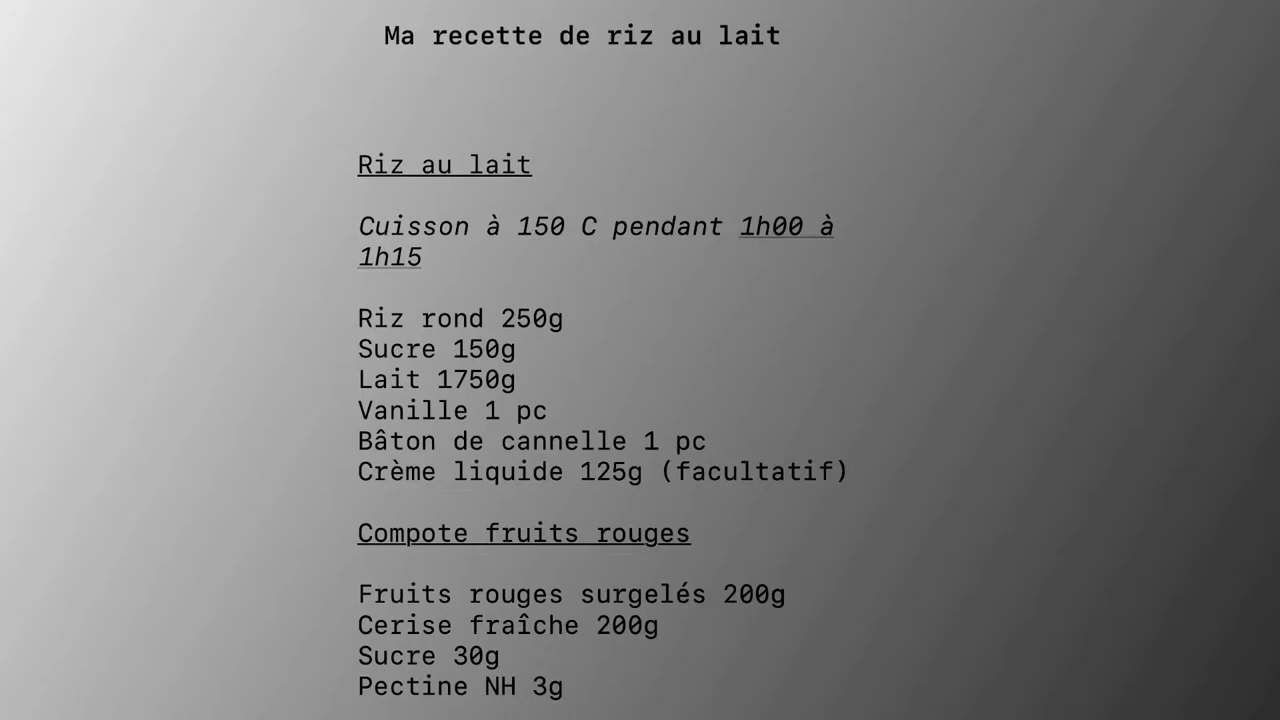 Ma recette de riz au lait
Riz au lait
Cuisson à 150 C pendant 1h00 à
1h15
Riz rond 250g
Sucre 150g
Lait 1750g
Vanille 1 pc
Bâton de cannelle 1 pc
Crème liquide 125g (facultatif)
Compote fruits rouges
Fruits rouges surgelés 200g
Cerise fraîche 200g
Sucre 30g
Pectine NH 3g